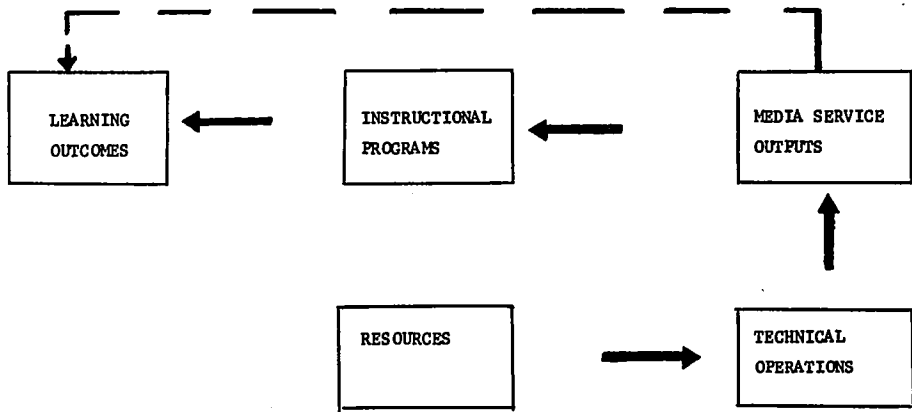 LEARNING
OUTCOMES
INSTRUCTIONAL
PROGRAMS
MEDIA SERVICE
OUTPUTS
RESOURCES
TECHNICAL
OPERATIONS